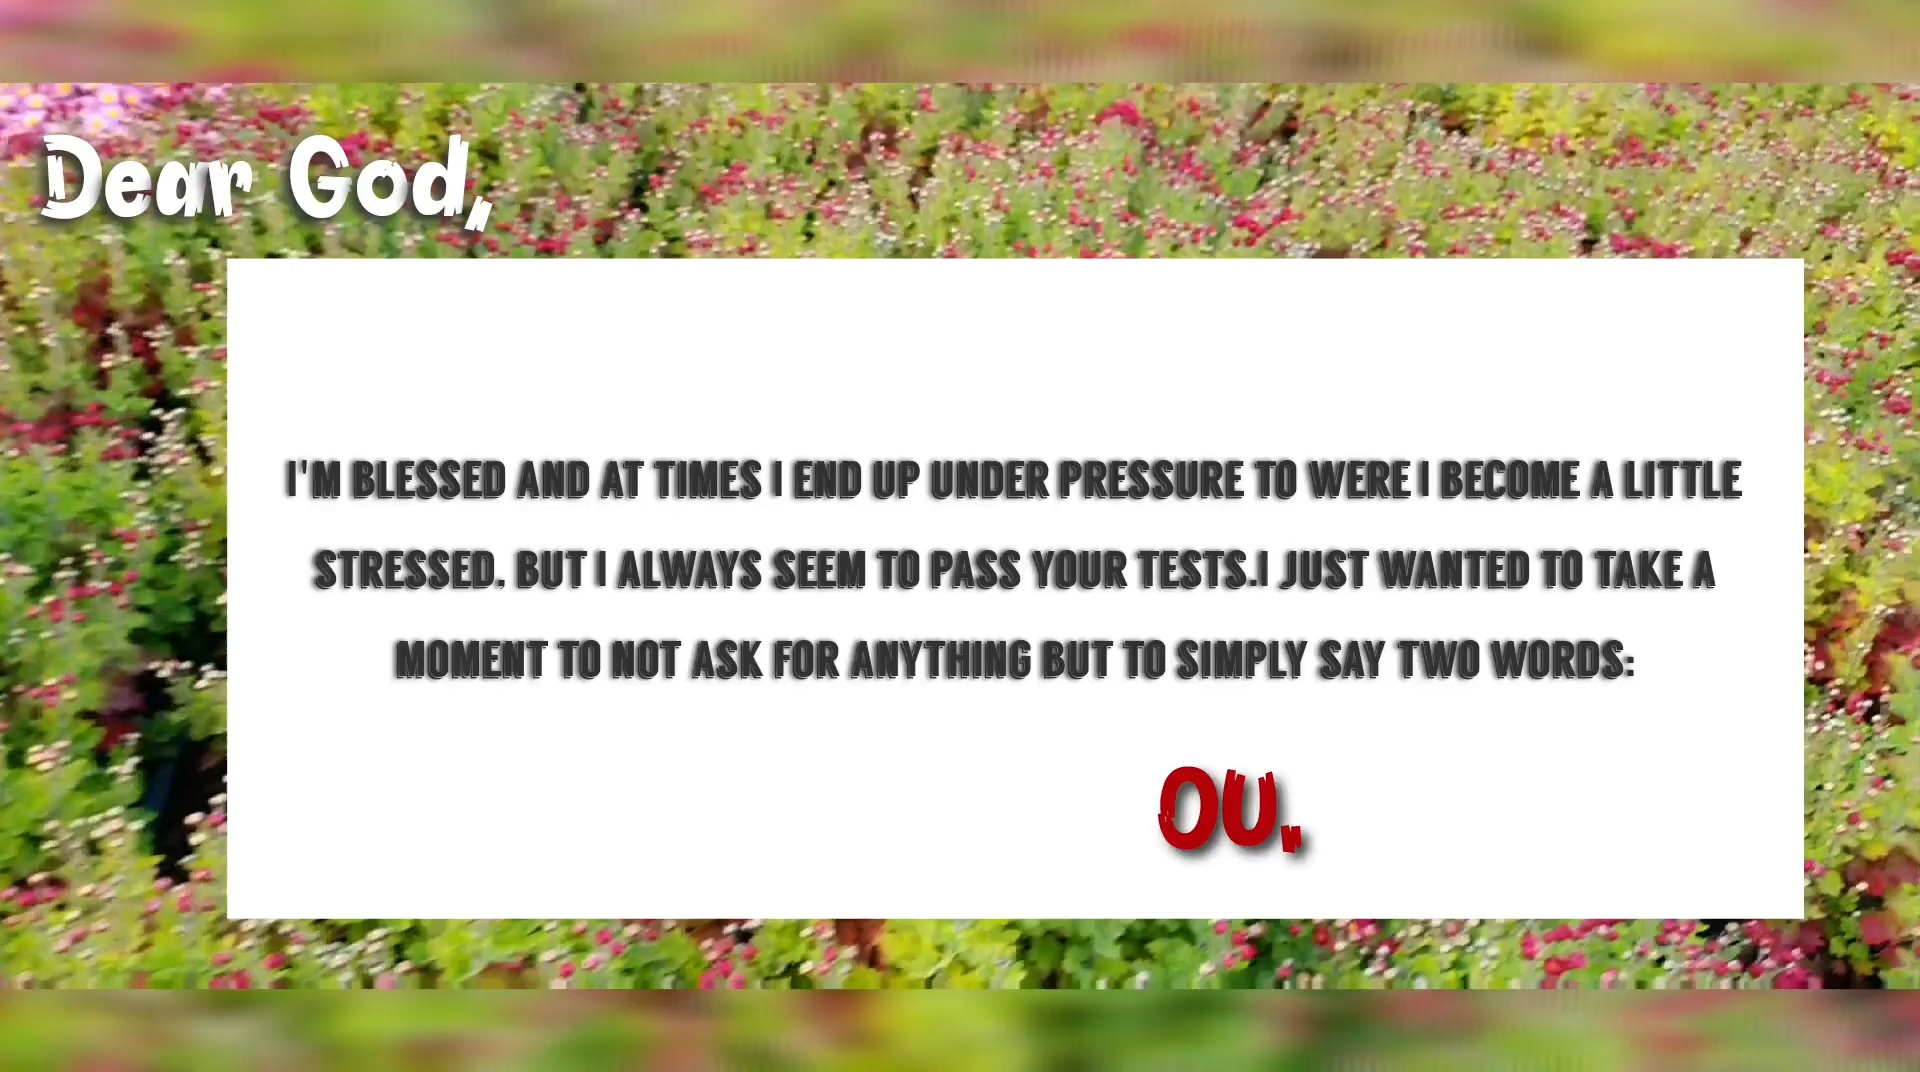 Dear God,
I'M BLESSED AND AT TIMES I END UP UNDER PRESSURE TO WERE I BECOME A LITTLE
STRESSED, BUT I ALWAYS SEEM TO PASS YOUR TESTS.I JUST WANTED TO TAKE A
MOMENT TO NOT ASK FOR ANYTHING BUT TO SIMPLY SAY TWO WORDS:
OU.